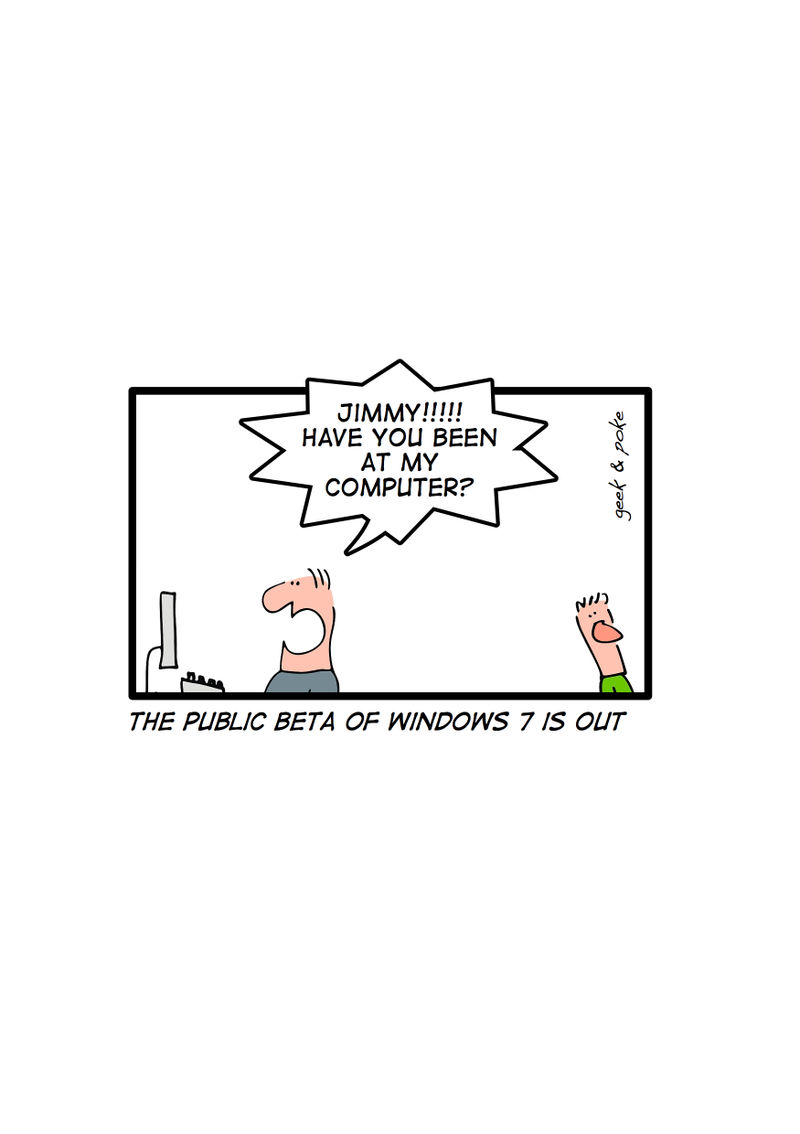 JIMMY!!!!!
HAVE YOU BEEN
AT MY
COMPUTER?
geek & poke
THE PUBLIC BETA OF WINDOWS 7 IS OUT